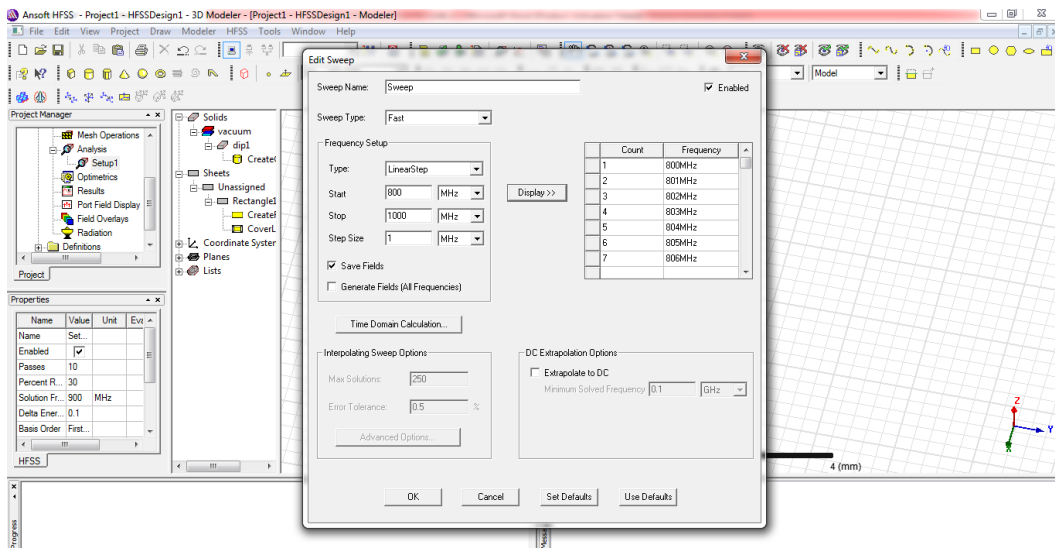 Ansoft HFSS - Project1 - HFSSDesign1 - 3D Modeler - [Project1 - HFSSDesign1 - Modeler]
File Edit View Project Draw Modeler HFSS Tools Window Help
Model
Project Manager
Mesh Operations
Analysis
Setup1
Optimetrics
Results
Port Field Display
Field Overlays
Radiation
Definitions
Project
Solids
vacuum
dip1
Create
Sheets
Unassigned
Rectangle1
Create
CoverL
Coordinate System
Planes
Lists
Properties
Name Value Unit Eva
Name Set...
Enabled
Passes 10
Percent R... 30
Solution Fr... 900 MHz
Delta Ener... 0.1
Basis Order First...
HFSS
Edit Sweep
Sweep Name: Sweep
Enabled
Sweep Type: Fast
Frequency Setup
Type: LinearStep
Start 800 MHz
Stop 1000 MHz
Step Size 1 MHz
Save Fields
Generate Fields (All Frequencies)
Display >>
Count Frequency
1 800MHz
2 801MHz
3 802MHz
4 803MHz
5 804MHz
6 805MHz
7 806MHz
Time Domain Calculation...
Interpolating Sweep Options
Max Solutions: 250
Error Tolerance: 0.5 %
Advanced Options...
DC Extrapolation Options
Extrapolate to DC
Minimum Solved Frequency 0.1 GHz
OK Cancel Set Defaults Use Defaults
Z
Y
X
4 (mm)
Progress
Messa